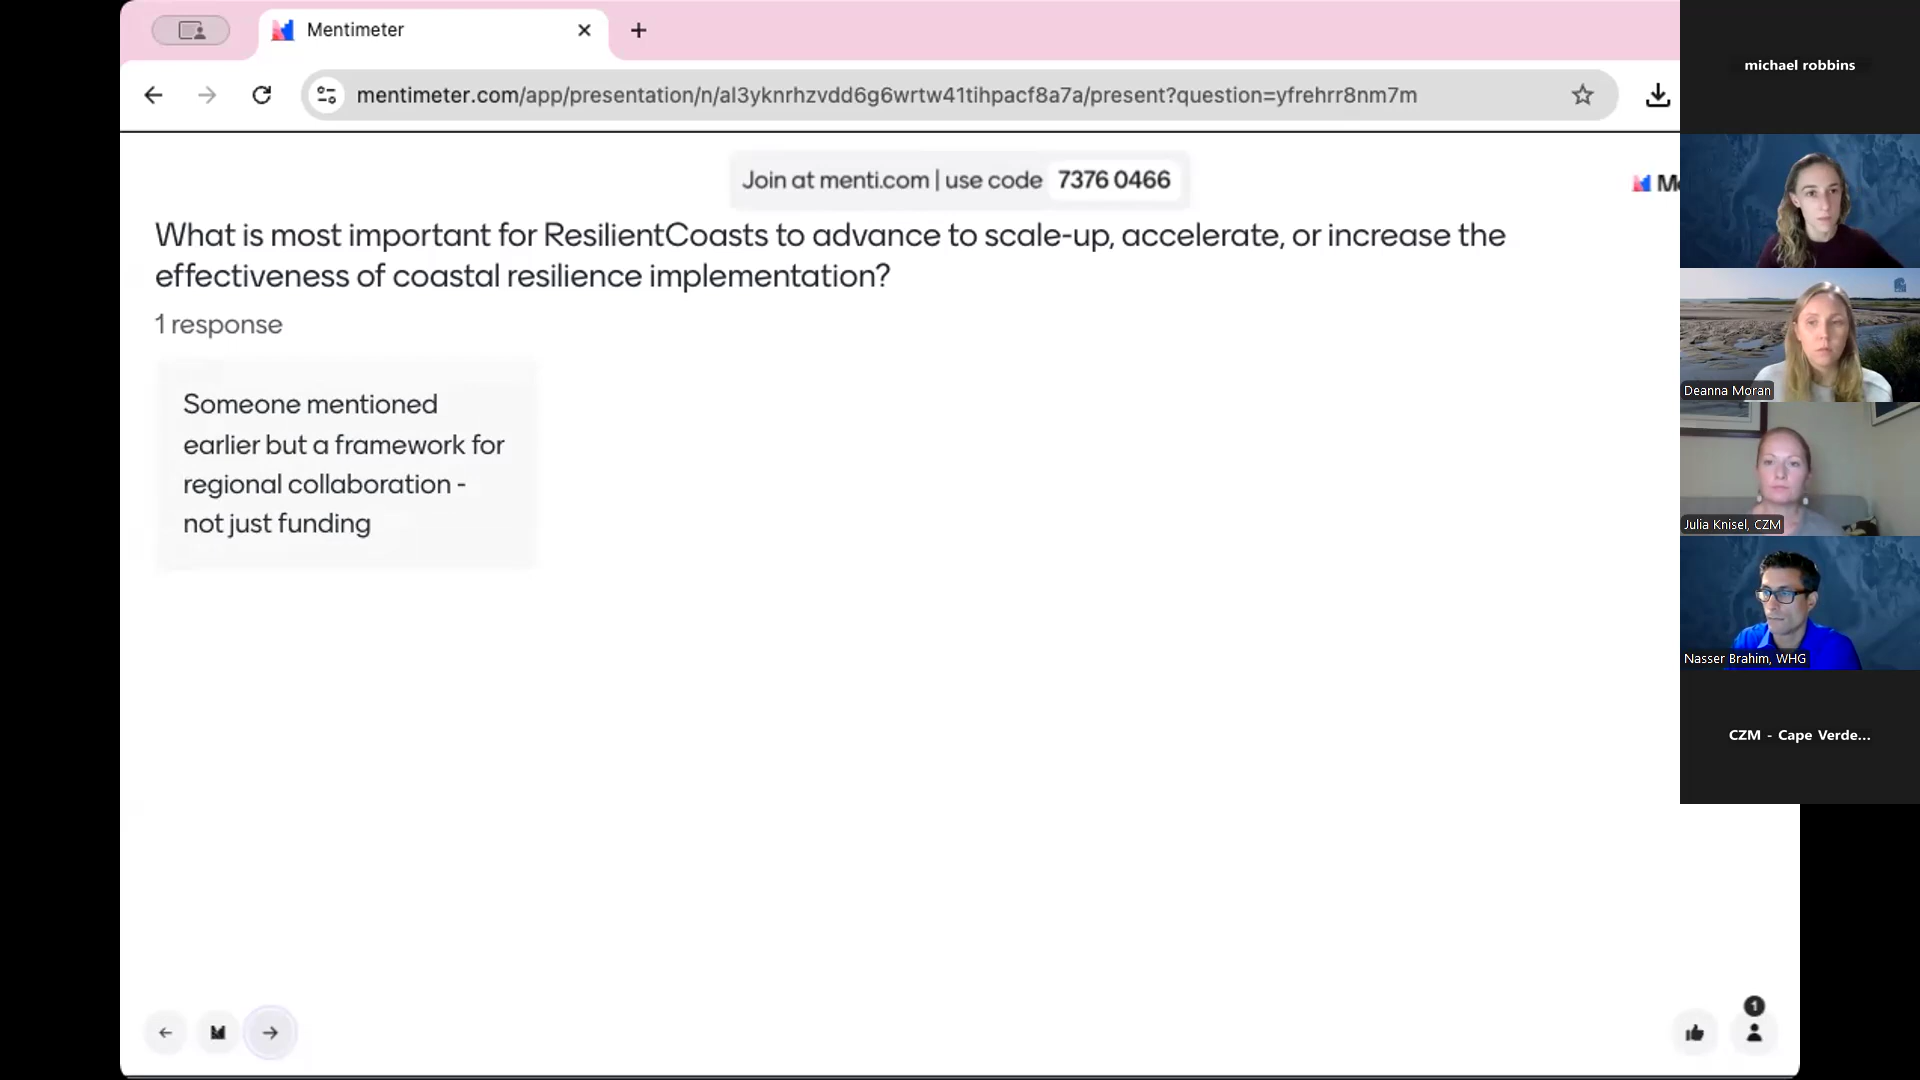 Mentimeter
mentimeter.com/app/presentation/n/al3yknrhzvdd6g6wrtw41tihpacf8a7a/present?question=yfrehrr8nm7m
Join at menti.com | use code 7376 0466
What is most important for ResilientCoasts to advance to scale-up, accelerate, or increase the
effectiveness of coastal resilience implementation?
1 response
Someone mentioned
earlier but a framework for
regional collaboration -
not just funding
1
michael robbins
Deanna Moran
Julia Knisel, CZM
Nasser Brahim, WHG
CZM - Cape Verde...